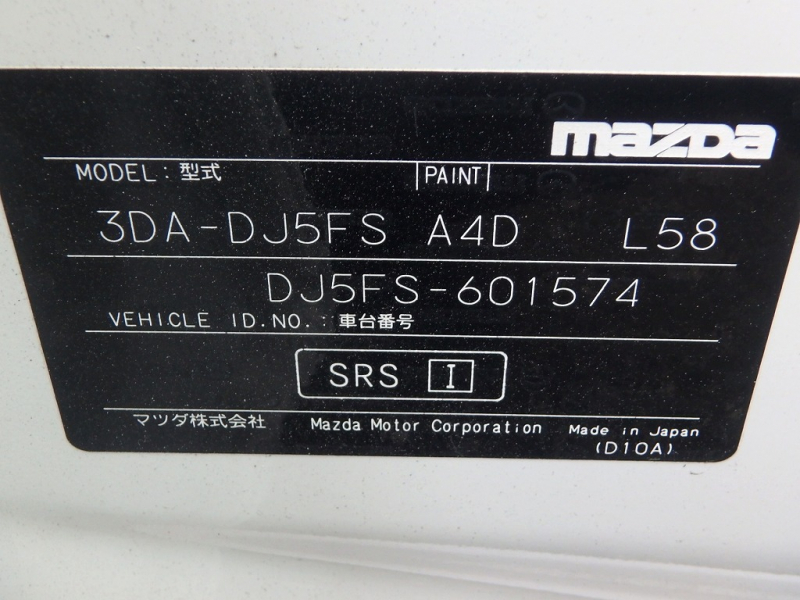 mazda
MODEL : 型式 PAINT
3DA-DJ5FS A4D L58
DJ5FS-601574
VEHICLE ID.NO. : 車台番号
SRS I
マツダ株式会社 Mazda Motor Corporation Made in Japan
(D10A)